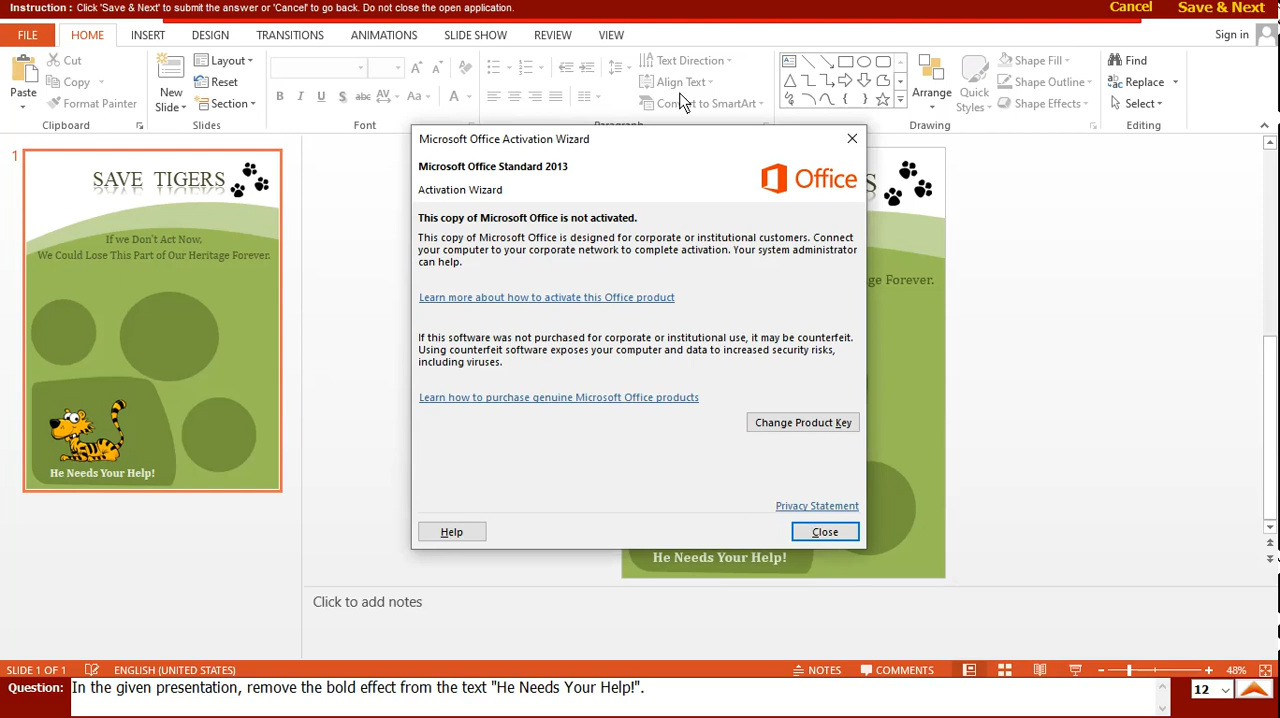 Instruction : Click 'Save & Next' to submit the answer or 'Cancel' to go back. Do not close the open application.
Cancel
Save & Next
FILE HOME INSERT DESIGN TRANSITIONS ANIMATIONS SLIDE SHOW REVIEW VIEW
Sign in
Paste
Cut
Copy
Format Painter
Clipboard
New
Slide
Layout
Reset
Section
Slides
B I U S abc AV Aa A
Font
Text Direction
Align Text
Convert to SmartArt
Paragraph
Arrange
Quick
Styles
Shape Fill
Shape Outline
Shape Effects
Drawing
Find
Replace
Select
Editing
1
SAVE TIGERS
If we Don't Act Now,
We Could Lose This Part of Our Heritage Forever.
He Needs Your Help!
Microsoft Office Activation Wizard
Microsoft Office Standard 2013
Activation Wizard
Office
This copy of Microsoft Office is not activated.
This copy of Microsoft Office is designed for corporate or institutional customers. Connect
your computer to your corporate network to complete activation. Your system administrator
can help.
Learn more about how to activate this Office product
If this software was not purchased for corporate or institutional use, it may be counterfeit.
Using counterfeit software exposes your computer and data to increased security risks,
including viruses.
Learn how to purchase genuine Microsoft Office products
Change Product Key
Privacy Statement
Help
Close
S
ge Forever.
He Needs Your Help!
Click to add notes
SLIDE 1 OF 1
ENGLISH (UNITED STATES)
NOTES
COMMENTS
48%
Question: In the given presentation, remove the bold effect from the text "He Needs Your Help!".
12